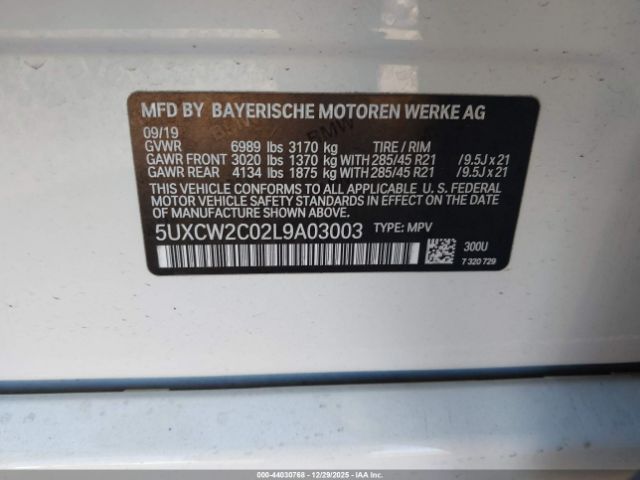 MFD BY BAYERISCHE MOTOREN WERKE AG
09/19
GVWR 6989 lbs 3170 kg TIRE / RIM
GAWR FRONT 3020 lbs 1370 kg WITH 285/45 R21 /9.5J x 21
GAWR REAR 4134 lbs 1875 kg WITH 285/45 R21 /9.5J x 21
THIS VEHICLE CONFORMS TO ALL APPLICABLE U. S. FEDERAL
MOTOR VEHICLE SAFETY STANDARDS IN EFFECT ON THE
DATE OF MANUFACTURE SHOWN ABOVE.
5UXCW2C02L9A03003 TYPE: MPV
300U
7 320 729
000-44030768 - 12/29/2025 - IAA Inc.